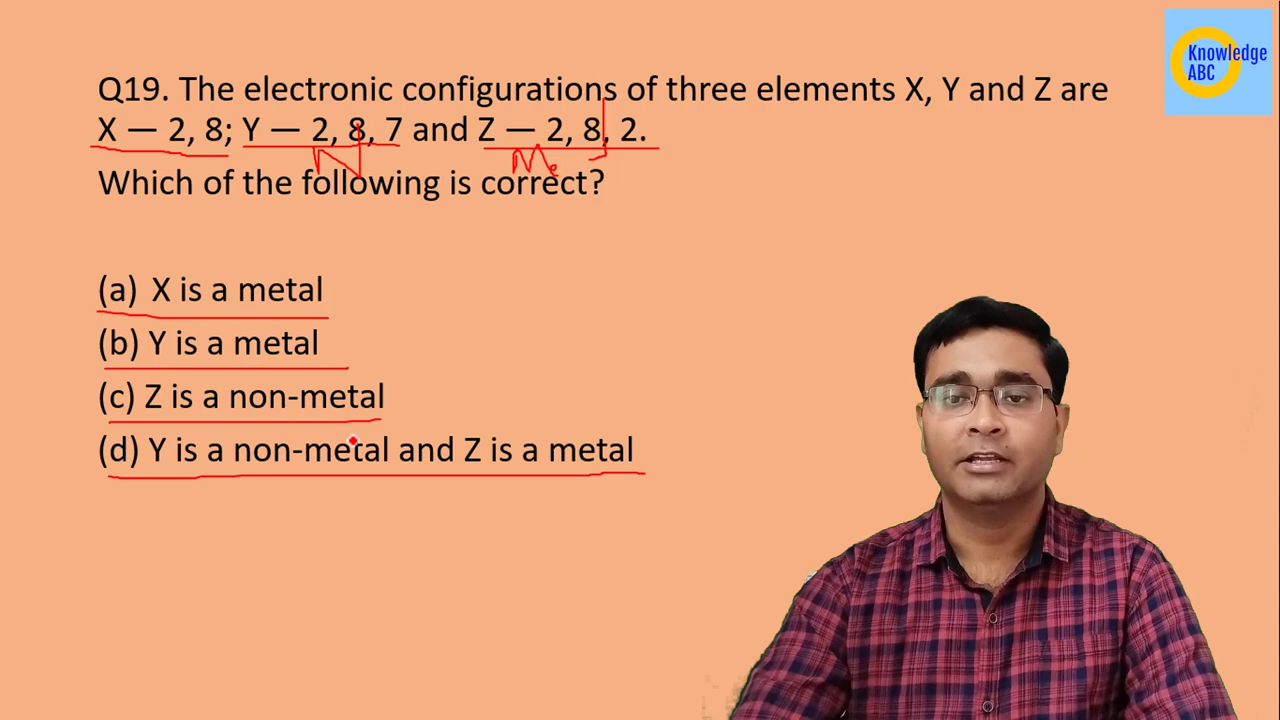 Knowledge
ABC
Q19. The electronic configurations of three elements X, Y and Z are
X — 2, 8; Y — 2, 8, 7 and Z — 2, 8, 2.
N
Me
Which of the following is correct?
(a) X is a metal
(b) Y is a metal
(c) Z is a non-metal
(d) Y is a non-metal and Z is a metal